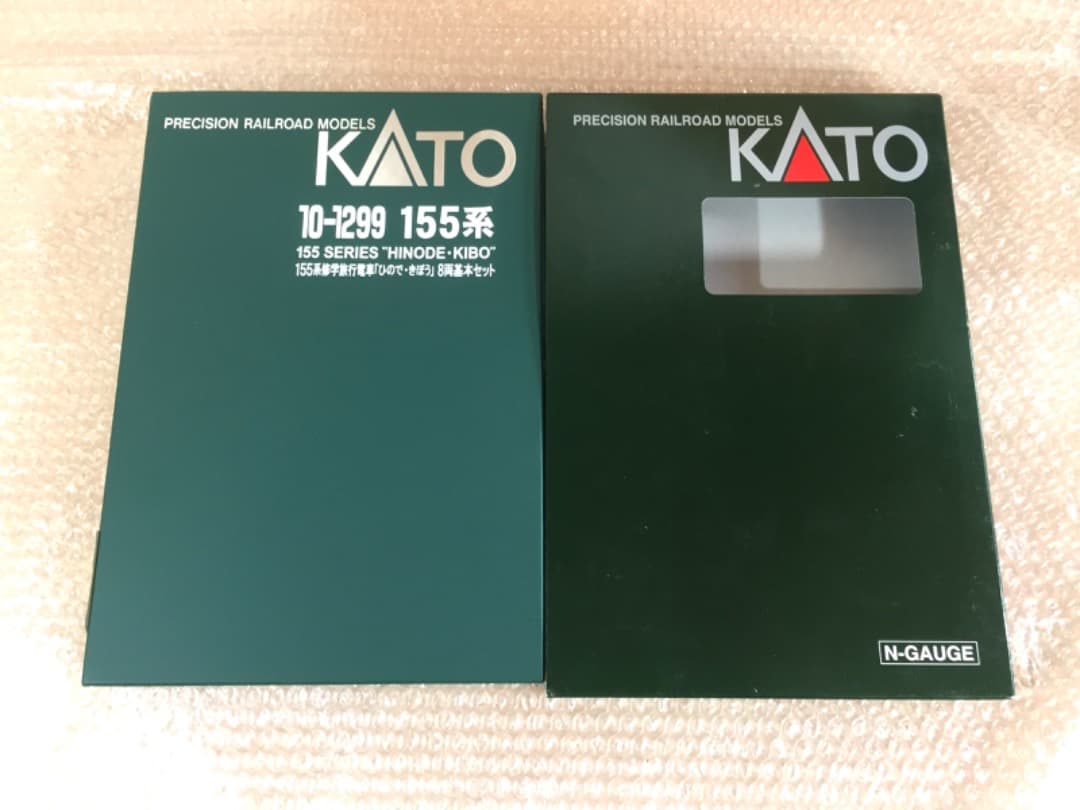 PRECISION RAILROAD MODELS
KATO
10-1299 155系
155 SERIES "HINODE・KIBO"
155系修学旅行電車「ひので・きぼう」8両基本セット
PRECISION RAILROAD MODELS
KATO
N-GAUGE